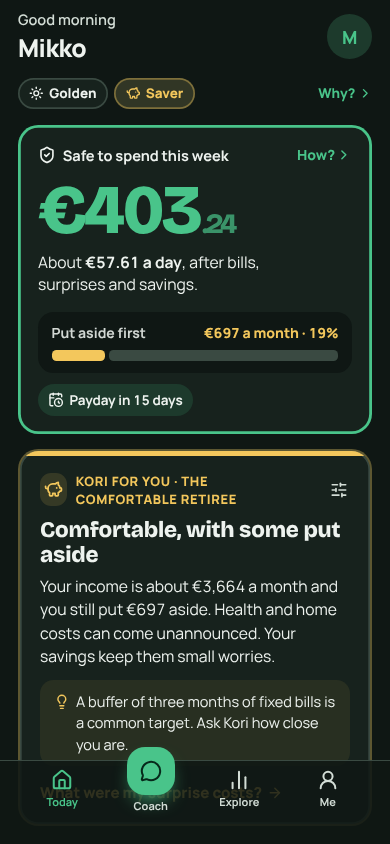 Good morning
Mikko
M
Golden
Saver
Why?
Safe to spend this week
How?
€403.24
About €57.61 a day, after bills,
surprises and savings.
Put aside first
€697 a month · 19%
Payday in 15 days
KORI FOR YOU · THE
COMFORTABLE RETIREE
Comfortable, with some put
aside
Your income is about €3,664 a month and
you still put €697 aside. Health and home
costs can come unannounced. Your
savings keep them small worries.
A buffer of three months of fixed bills is
a common target. Ask Kori how close
you are.
What were my surprise costs?
Today
Coach
Explore
Me